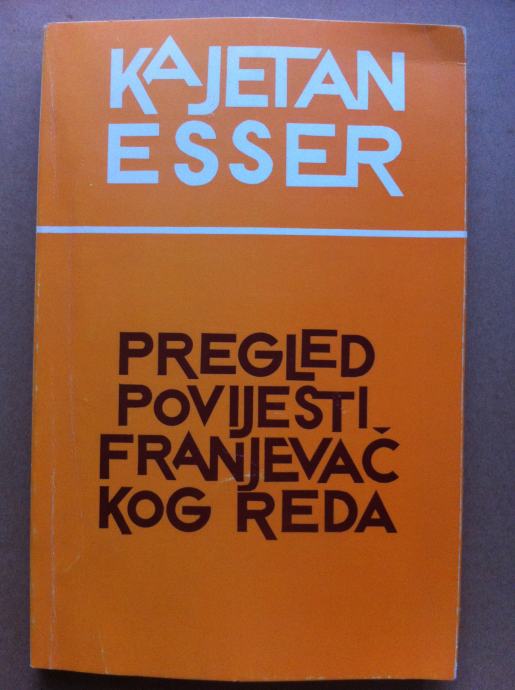 KAJETAN
ESSER
PREGLED
POVIJESTI
FRANJEVAČ
KOG REDA